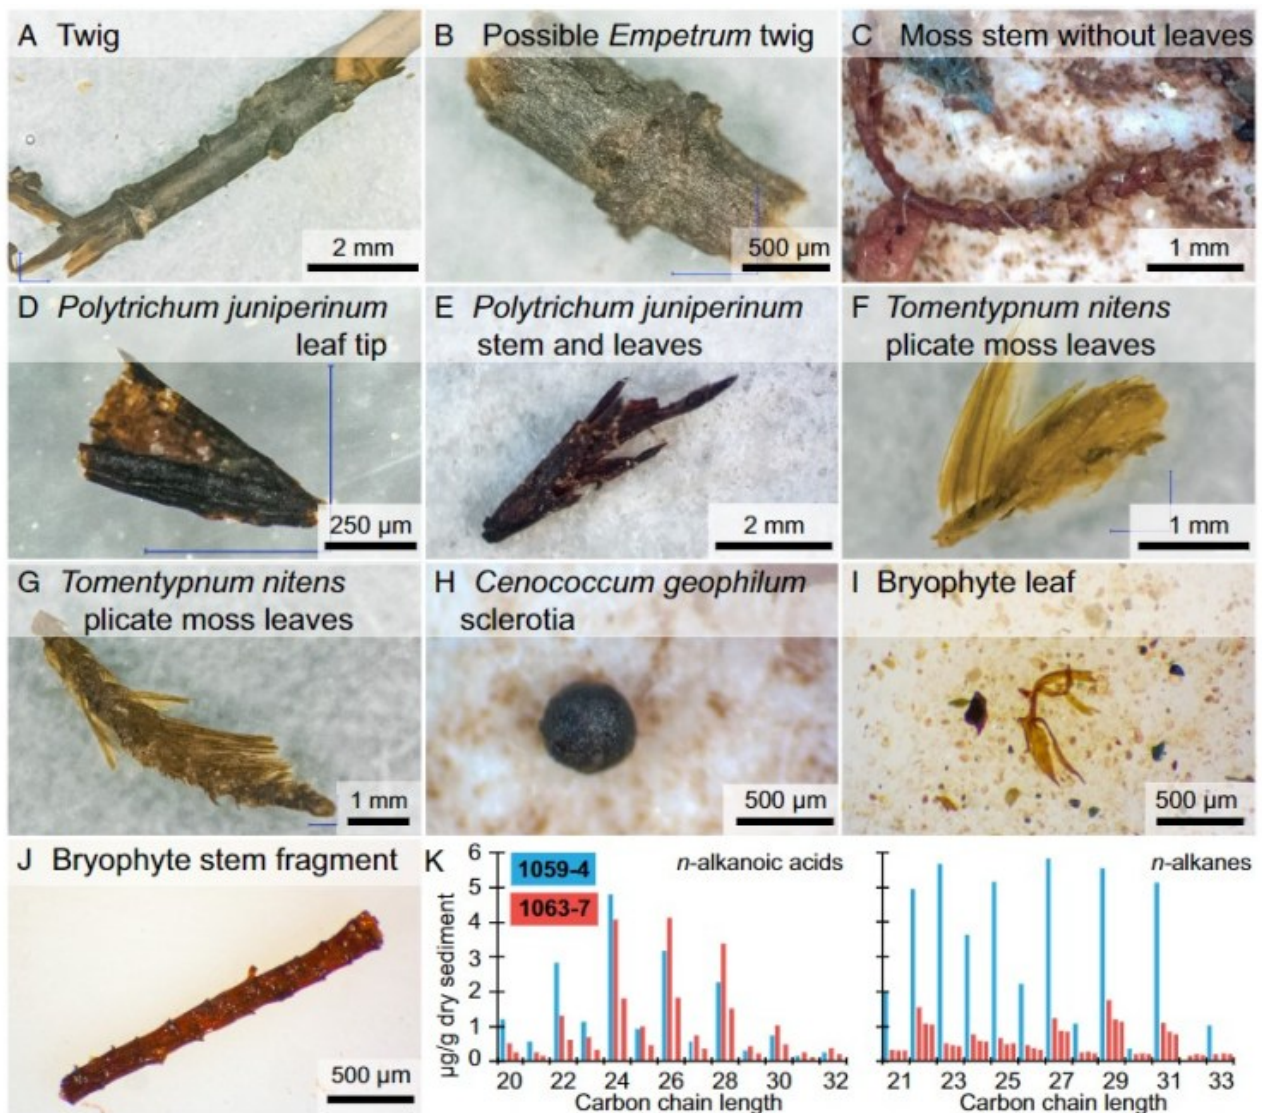 A Twig
2 mm
B Possible Empetrum twig
500 µm
C Moss stem without leaves
1 mm
D Polytrichum juniperinum
leaf tip
250 µm
E Polytrichum juniperinum
stem and leaves
2 mm
F Tomentypnum nitens
plicate moss leaves
1 mm
G Tomentypnum nitens
plicate moss leaves
1 mm
H Cenococcum geophilum
sclerotia
500 µm
I Bryophyte leaf
500 µm
J Bryophyte stem fragment
500 µm
K
n-alkanoic acids
1059-4
1063-7
µg/g dry sediment
6
5
4
3
2
1
0
20 22 24 26 28 30 32
Carbon chain length
n-alkanes
21 23 25 27 29 31 33
Carbon chain length